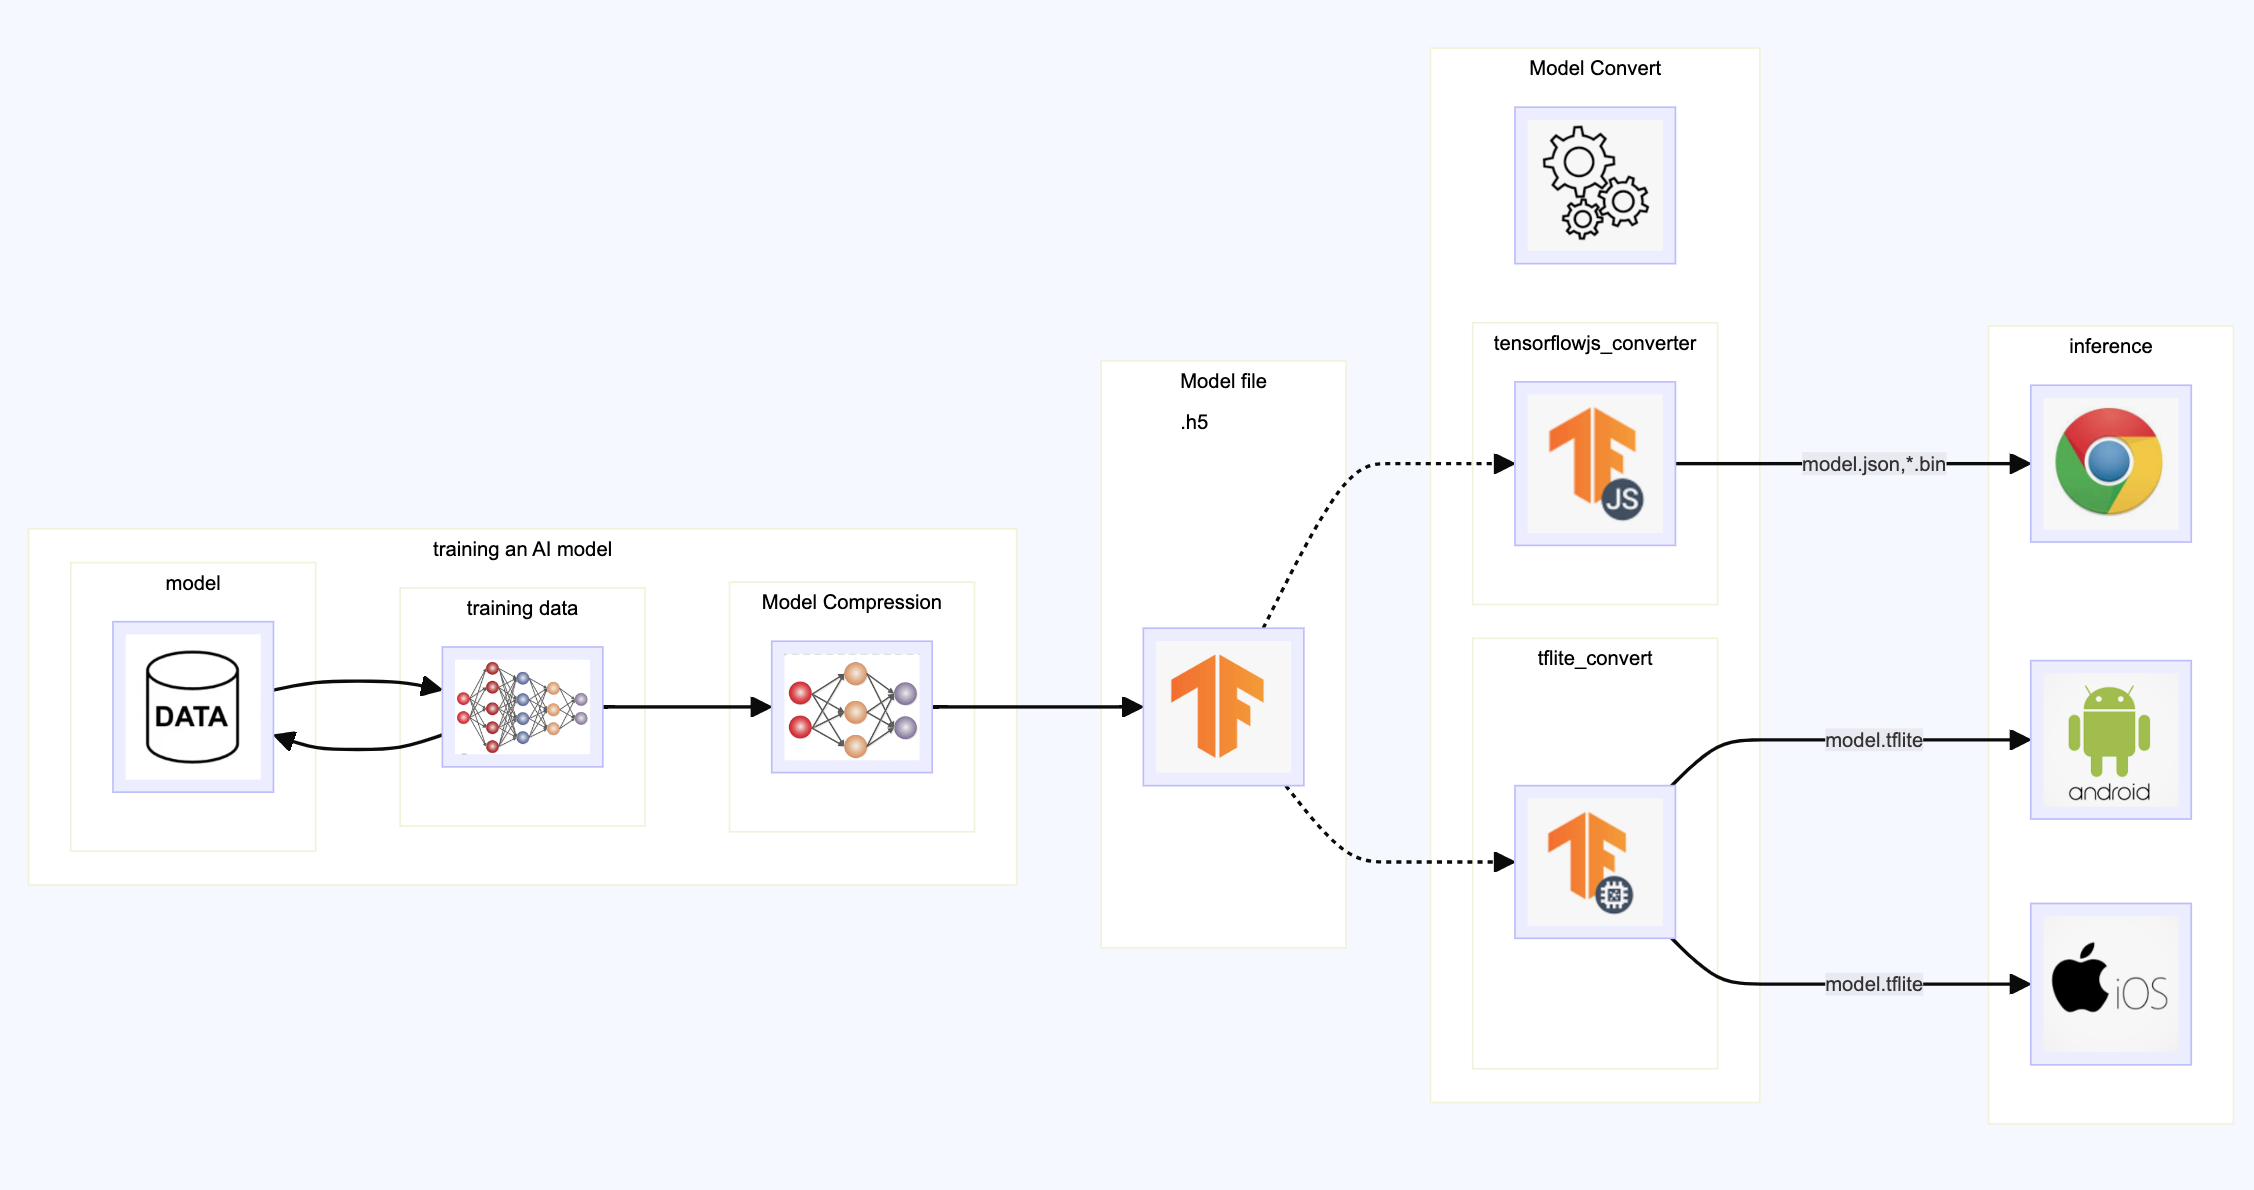 training an AI model
model
DATA
training data
Model Compression
Model file
.h5
Model Convert
tensorflowjs_converter
JS
tflite_convert
model.json,*.bin
model.tflite
model.tflite
inference
android
iOS